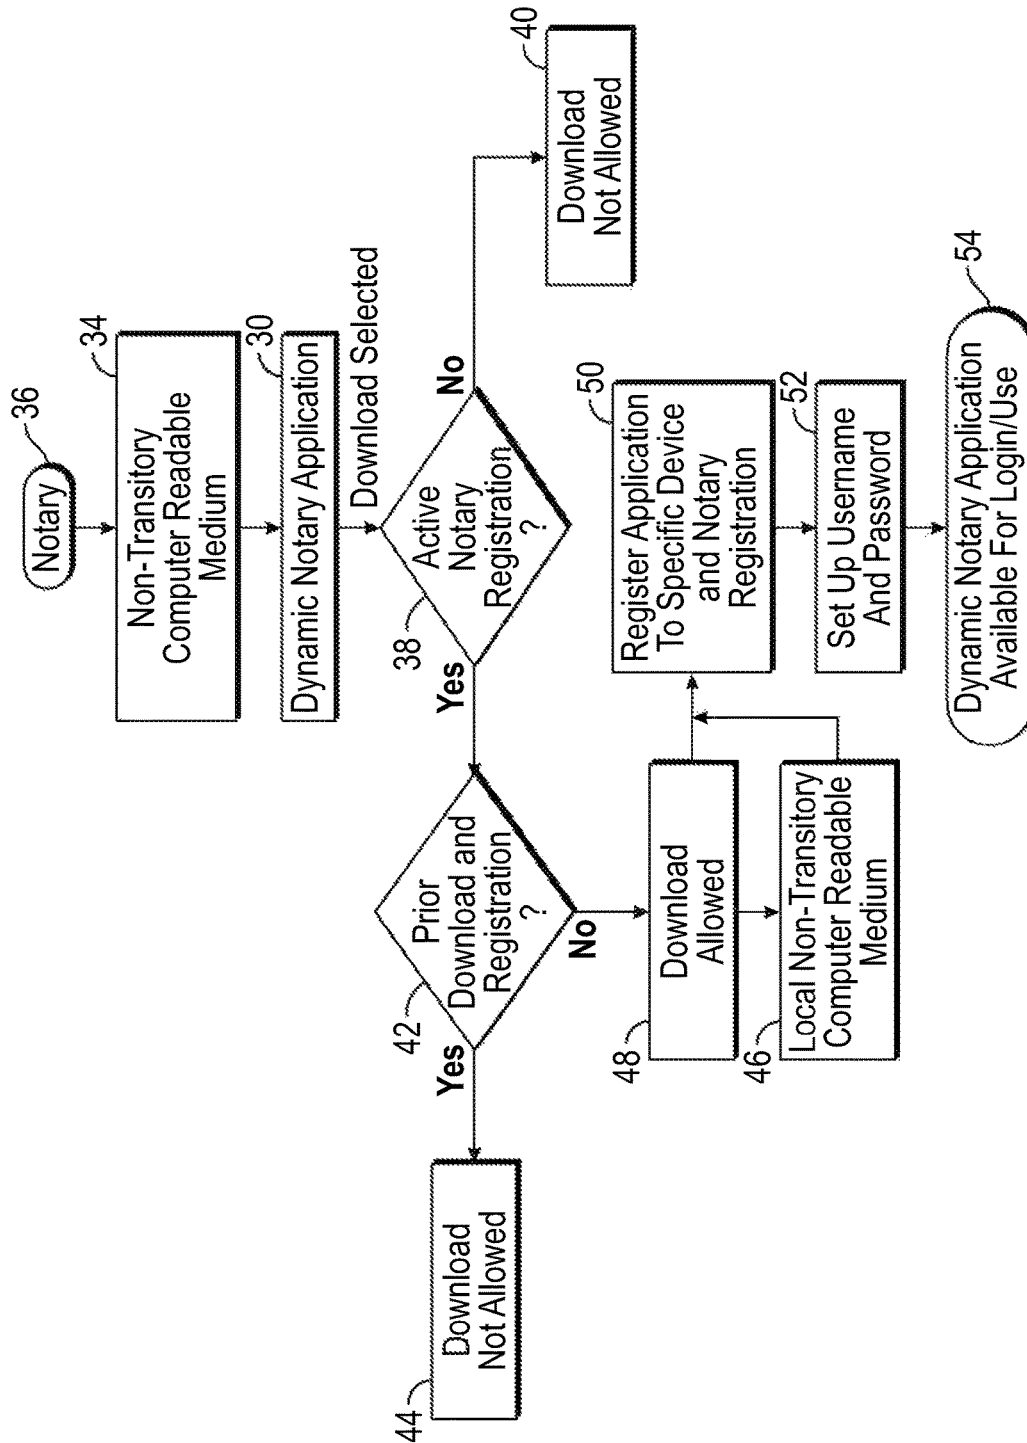 36
Notary
34
Non-Transitory
Computer Readable
Medium
30
Dynamic Notary Application
Download Selected
38
Active
Notary
Registration
?
No
40
Download
Not Allowed
Yes
42
Prior
Download and
Registration
?
Yes
44
Download
Not Allowed
No
48
Download
Allowed
46
Local Non-Transitory
Computer Readable
Medium
50
Register Application
To Specific Device
and Notary
Registration
52
Set Up Username
And Password
54
Dynamic Notary Application
Available For Login/Use